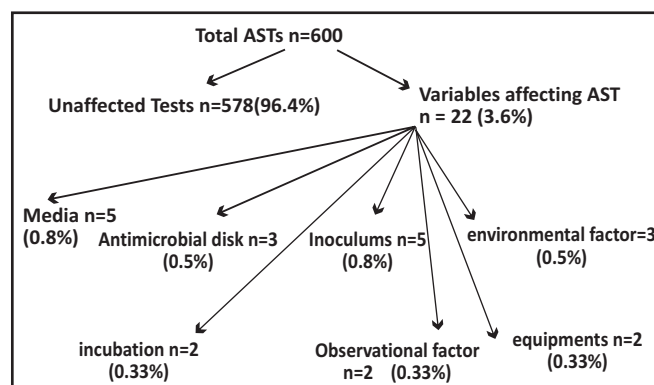 Total ASTs n=600
Unaffected Tests n=578(96.4%)
Variables affecting AST
n = 22 (3.6%)
Media n=5
(0.8%)
Antimicrobial disk n=3
(0.5%)
Inoculums n=5
(0.8%)
environmental factor=3
(0.5%)
incubation n=2
(0.33%)
Observational factor
n=2 (0.33%)
equipments n=2
(0.33%)